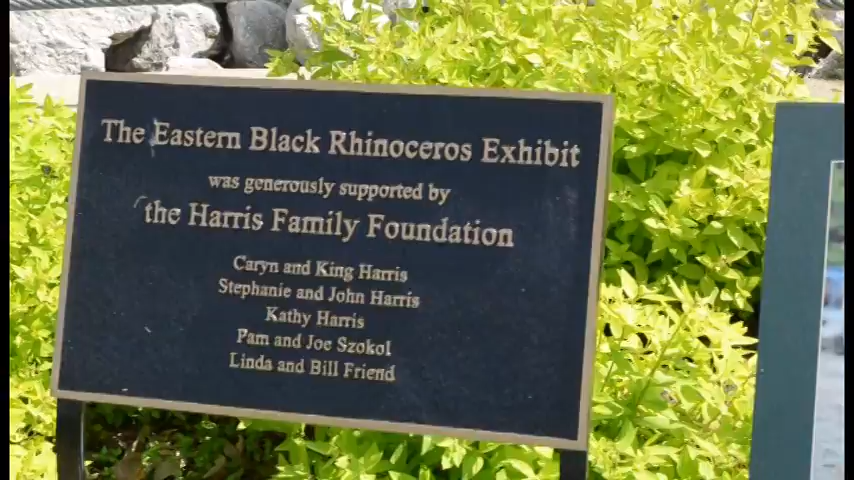 The Eastern Black Rhinoceros Exhibit
was generously supported by
the Harris Family Foundation
Caryn and King Harris
Stephanie and John Harris
Kathy Harris
Pam and Joe Szokol
Linda and Bill Friend